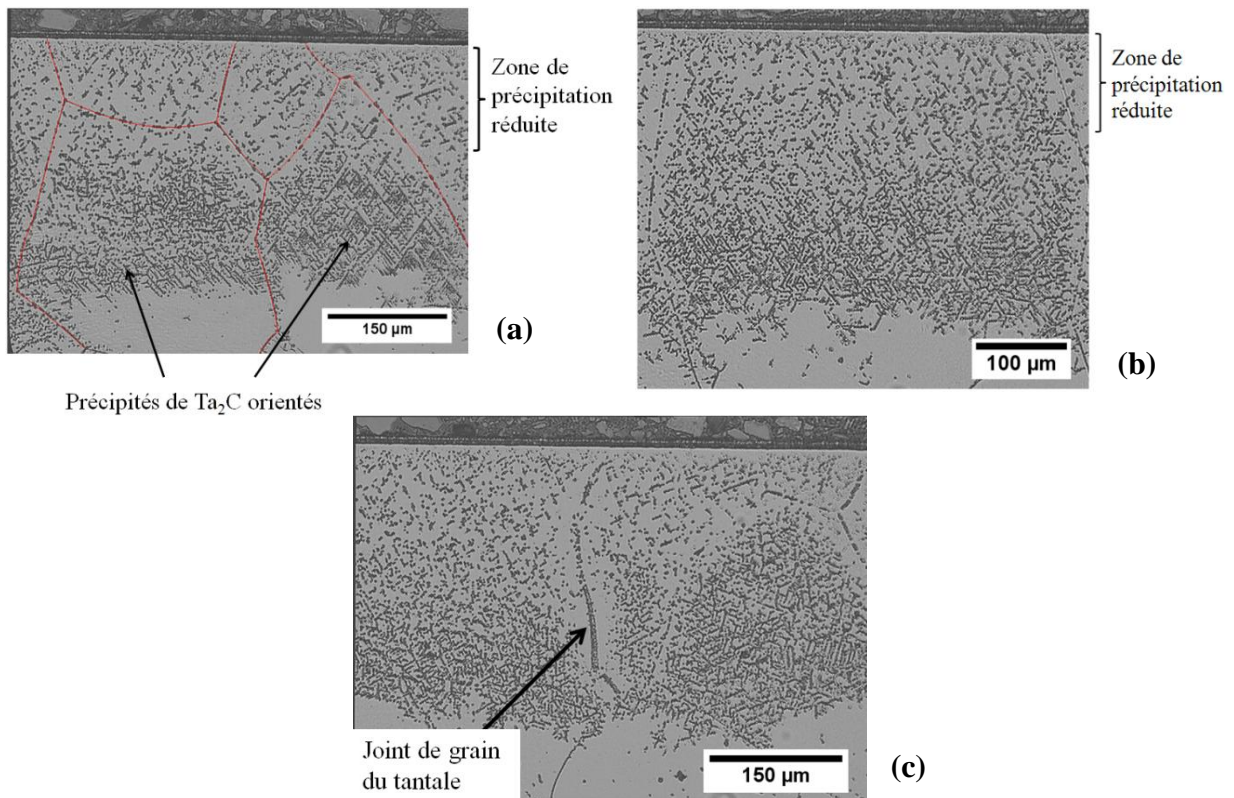 Zone de
précipitation
réduite
150 µm
(a)
Précipités de Ta₂C orientés
Zone de
précipitation
réduite
100 µm
(b)
Joint de grain
du tantale
150 µm
(c)